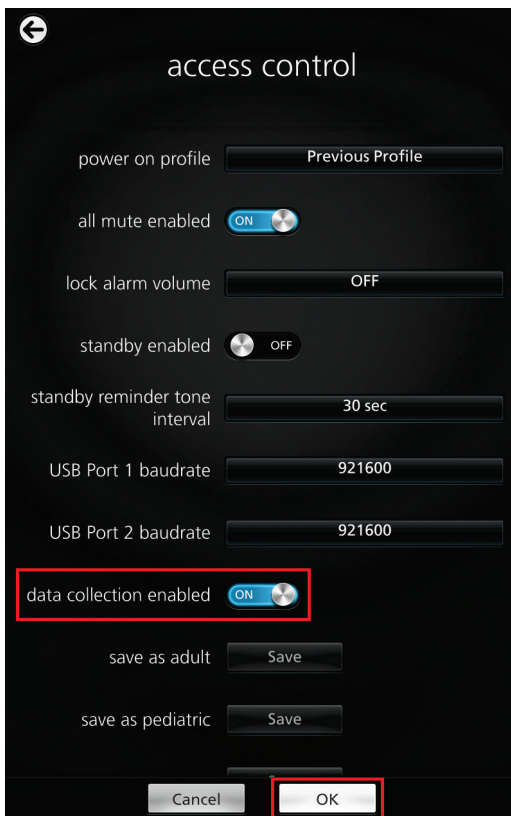 access control
power on profile Previous Profile
all mute enabled ON
lock alarm volume OFF
standby enabled OFF
standby reminder tone
interval 30 sec
USB Port 1 baudrate 921600
USB Port 2 baudrate 921600
data collection enabled ON
save as adult Save
save as pediatric Save
Cancel OK